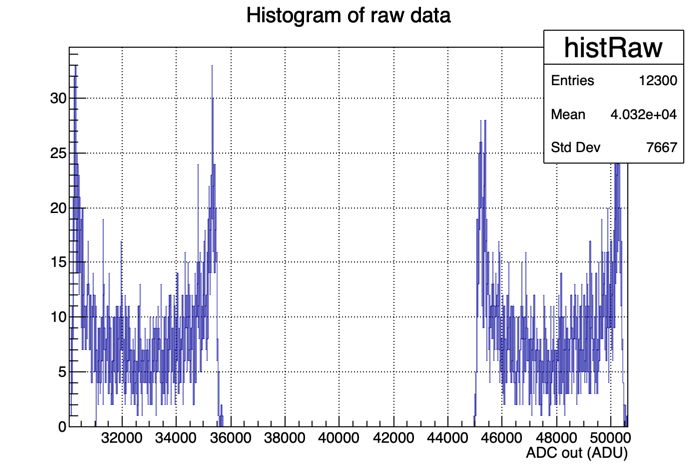 Histogram of raw data
histRaw
Entries 12300
Mean 4.032e+04
Std Dev 7667
30
25
20
15
10
5
0
32000 34000 36000 38000 40000 42000 44000 46000 48000 50000
ADC out (ADU)